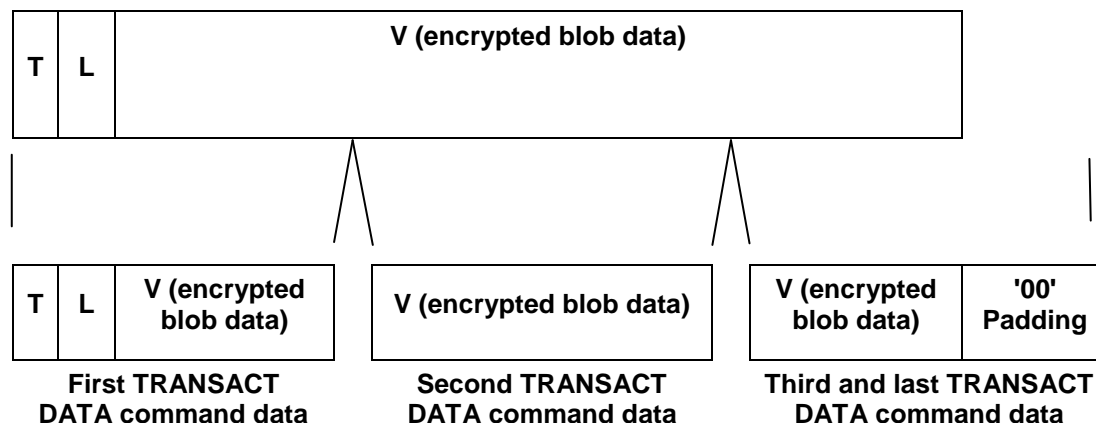 V (encrypted blob data)
T L
T L V (encrypted
blob data)
V (encrypted blob data)
V (encrypted
blob data)
'00'
Padding
First TRANSACT
DATA command data
Second TRANSACT
DATA command data
Third and last TRANSACT
DATA command data